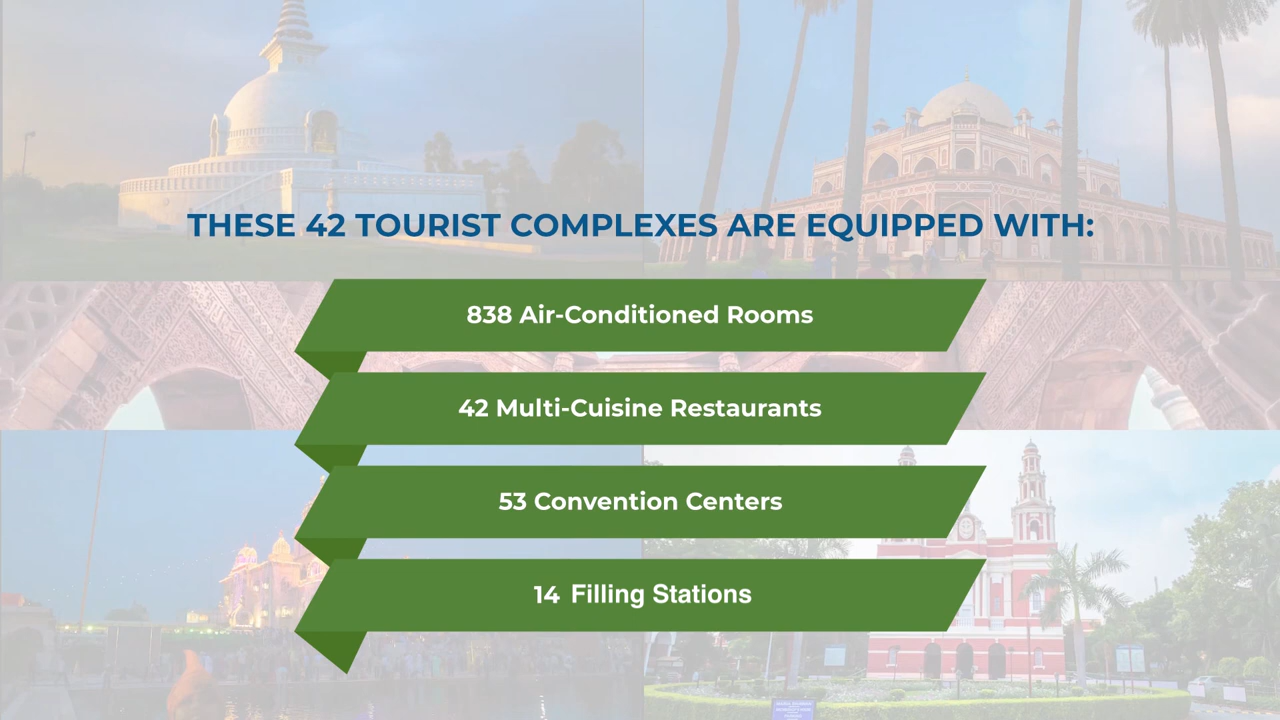 THESE 42 TOURIST COMPLEXES ARE EQUIPPED WITH:
838 Air-Conditioned Rooms
42 Multi-Cuisine Restaurants
53 Convention Centers
14 Filling Stations